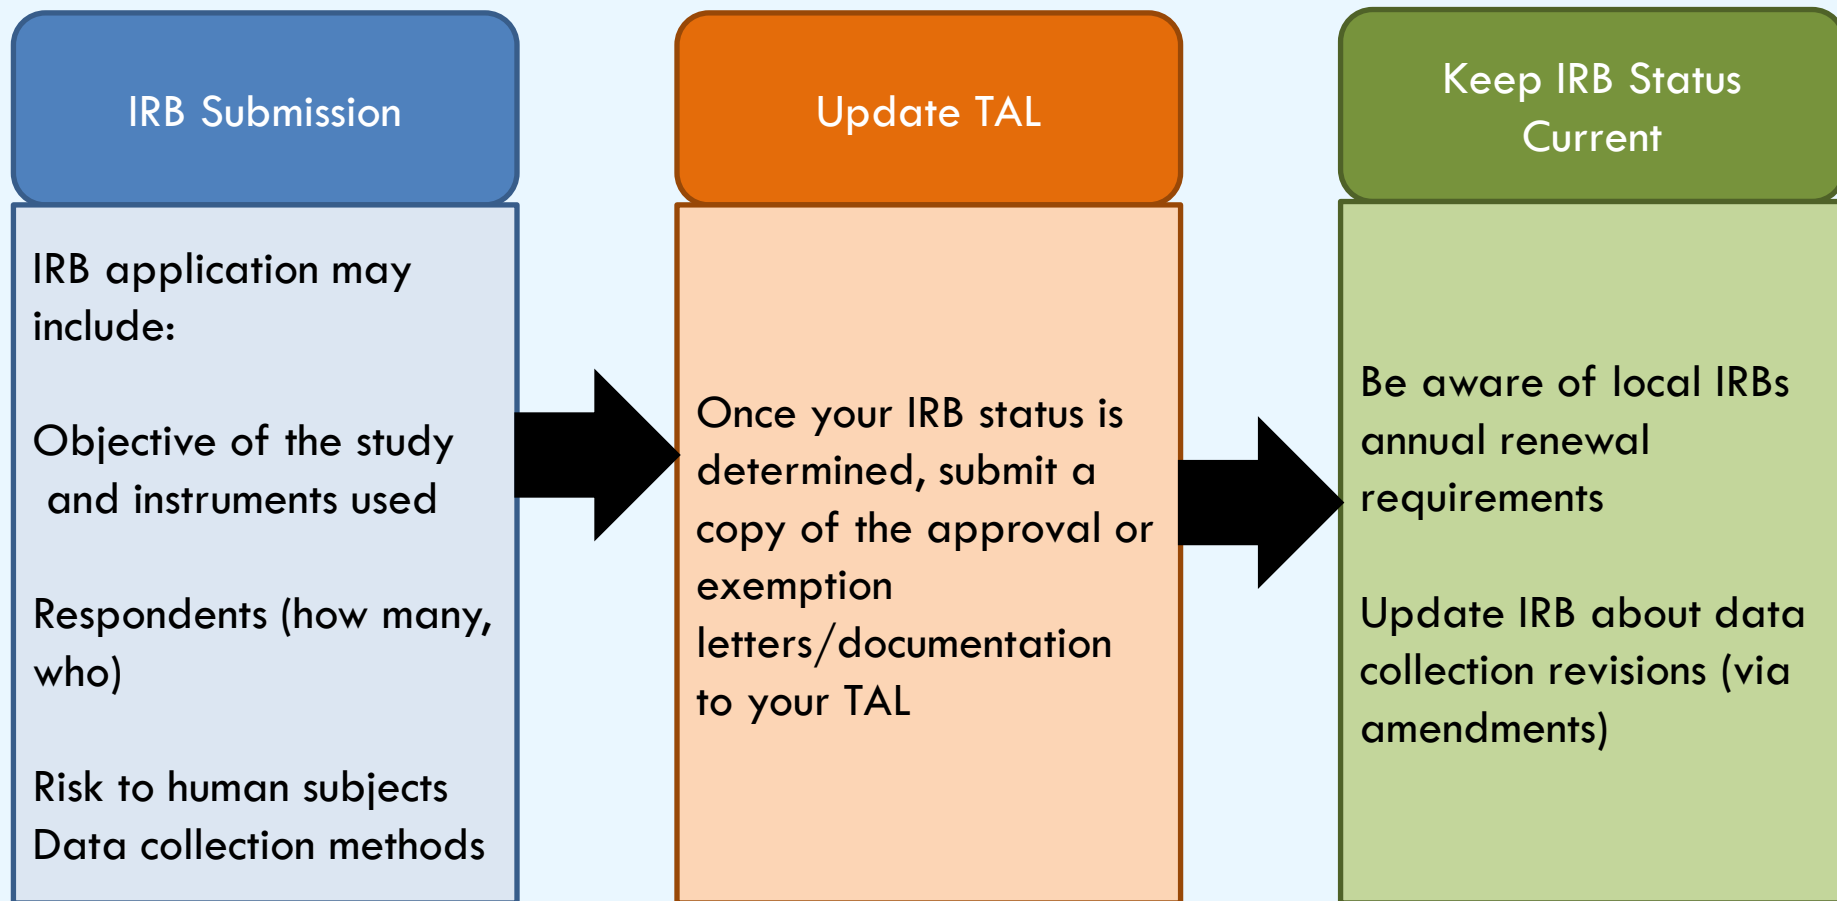 IRB Submission
IRB application may
include:
Objective of the study
and instruments used
Respondents (how many,
who)
Risk to human subjects
Data collection methods
Update TAL
Once your IRB status is
determined, submit a
copy of the approval or
exemption
letters/documentation
to your TAL
Keep IRB Status
Current
Be aware of local IRBs
annual renewal
requirements
Update IRB about data
collection revisions (via
amendments)